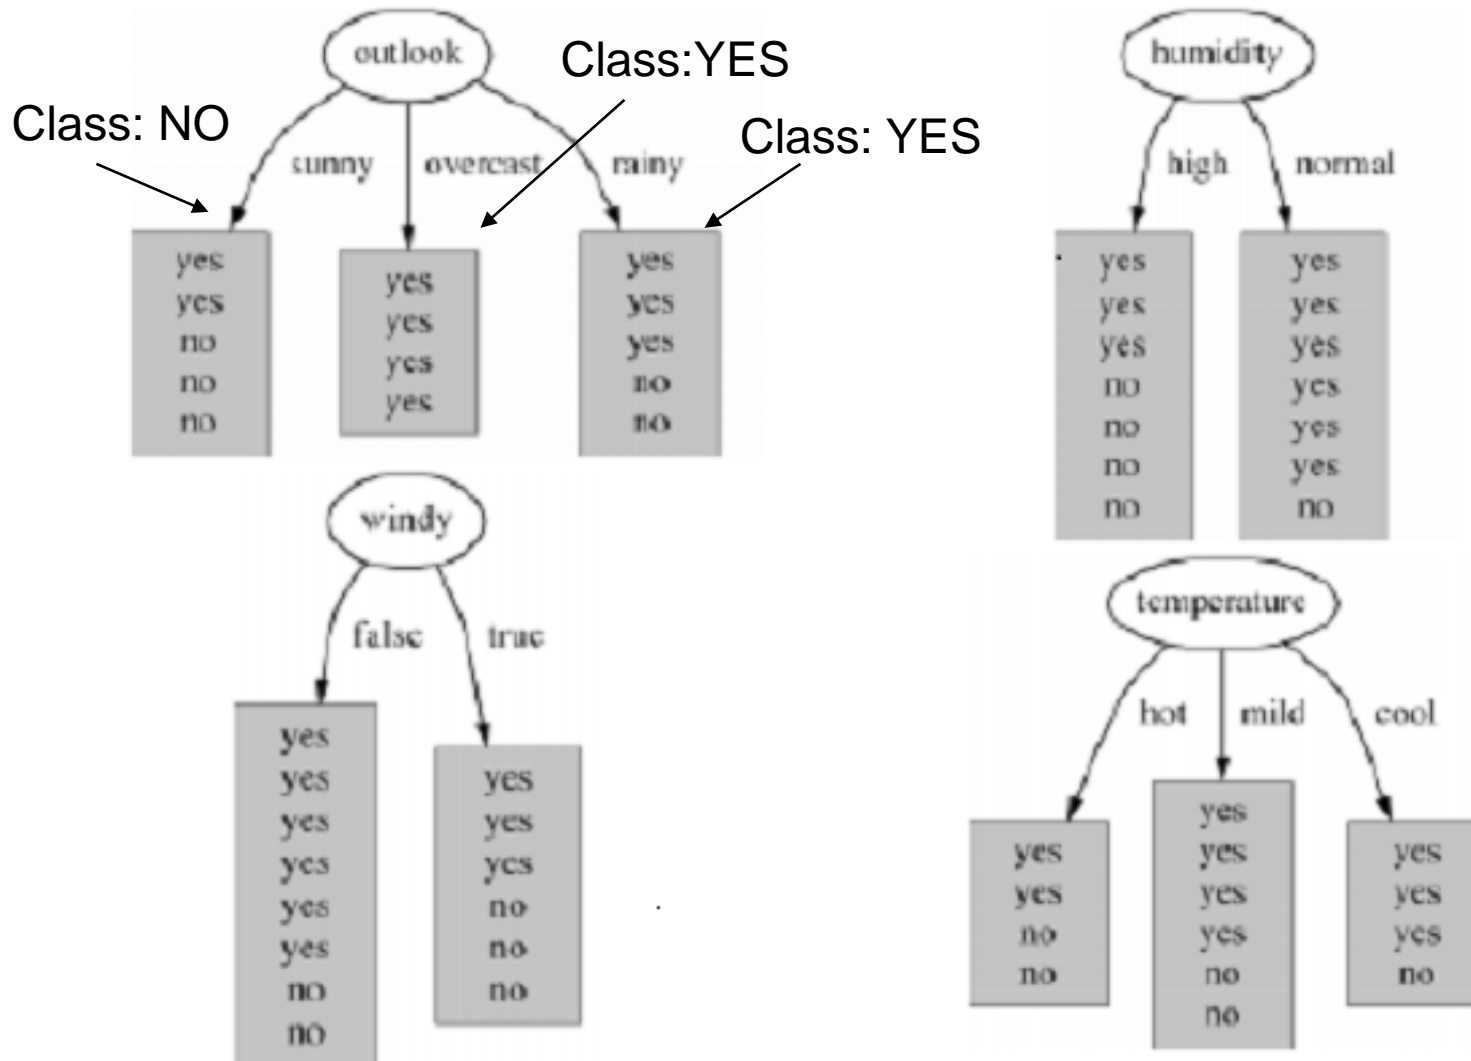 outlook
Class:YES
Class: NO
Class: YES
sunny
overcast
rainy
yes
yes
no
no
no
yes
yes
yes
yes
yes
yes
yes
no
no
humidity
high
normal
yes
yes
yes
no
no
no
no
yes
yes
yes
yes
yes
yes
no
windy
false
true
yes
yes
yes
yes
yes
yes
no
no
yes
yes
yes
no
no
no
temperature
hot
mild
cool
yes
yes
no
no
yes
yes
yes
yes
no
no
yes
yes
yes
no